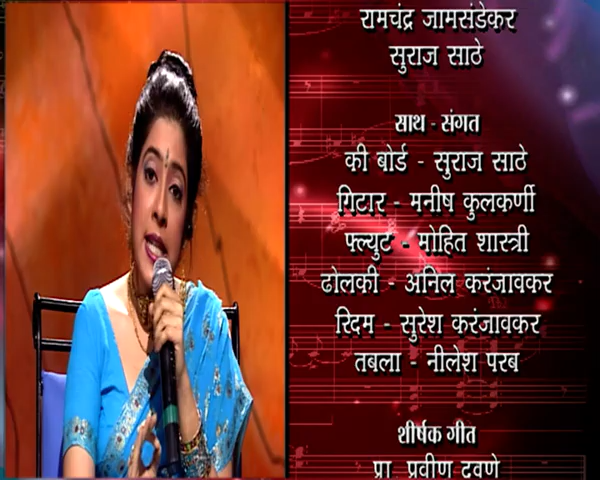 रामचंद्र जामसंडेकर
सुराज साठे
साथ - संगत
की बोर्ड - सुराज साठे
गिटार - मनीष कुलकर्णी
फ्ल्युट - मोहित शास्त्री
ढोलकी - अनिल करंजावकर
रिदम - सुरेश करंजावकर
तबला - नीलेश परब
शीर्षक गीत
प्रा. प्रवीण दवणे